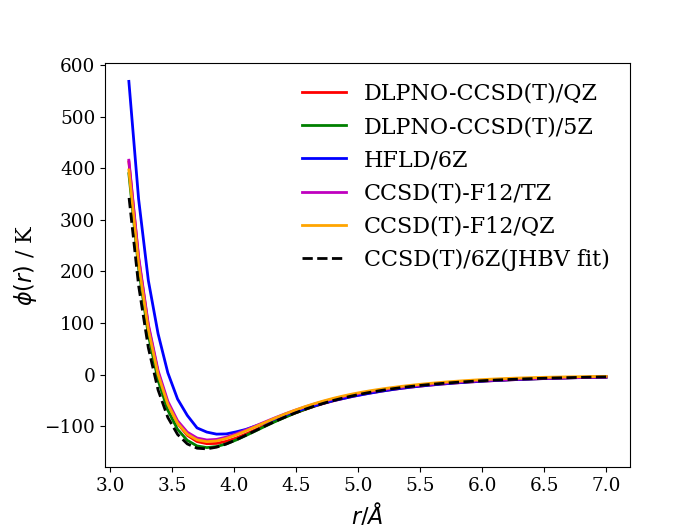 600
500
400
300
200
100
0
−100
ϕ(r) / K
DLPNO-CCSD(T)/QZ
DLPNO-CCSD(T)/5Z
HFLD/6Z
CCSD(T)-F12/TZ
CCSD(T)-F12/QZ
CCSD(T)/6Z(JHBV fit)
3.0 3.5 4.0 4.5 5.0 5.5 6.0 6.5 7.0
r/Å